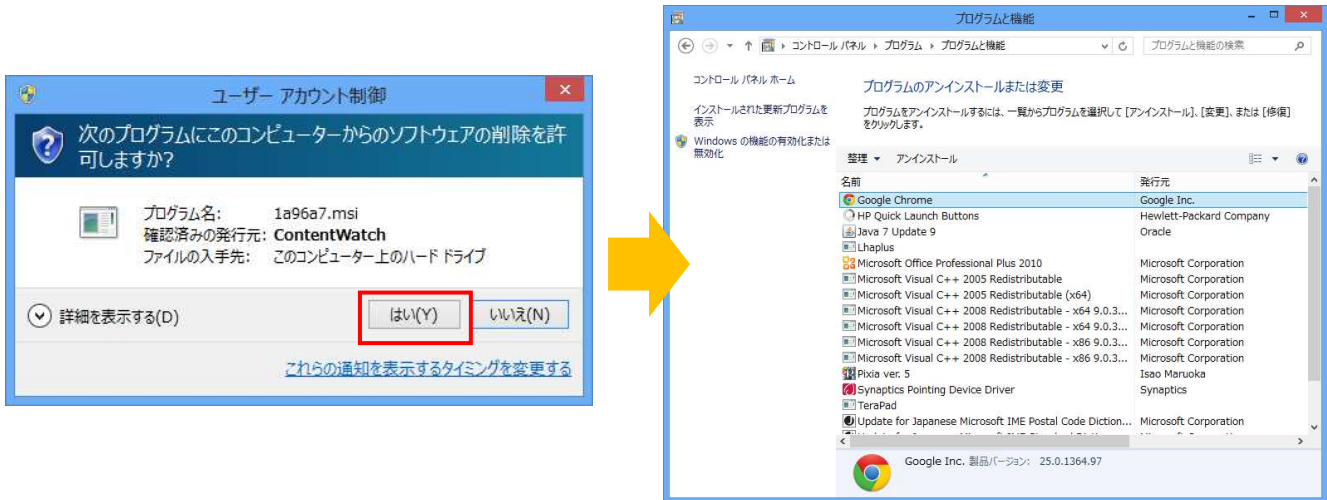 ユーザー アカウント制御
次のプログラムにこのコンピューターからのソフトウェアの削除を許
可しますか?
プログラム名: 1a96a7.msi
確認済みの発行元: ContentWatch
ファイルの入手先: このコンピューター上のハード ドライブ
詳細を表示する(D)
はい(Y)
いいえ(N)
これらの通知を表示するタイミングを変更する
プログラムと機能
コントロール パネル ▸ プログラム ▸ プログラムと機能
プログラムと機能の検索
コントロール パネル ホーム
インストールされた更新プログラムを
表示
Windows の機能の有効化または
無効化
プログラムのアンインストールまたは変更
プログラムをアンインストールするには、一覧からプログラムを選択して [アンインストール]、[変更]、または [修復]
をクリックします。
整理 ▼ アンインストール
名前 発行元
Google Chrome Google Inc.
HP Quick Launch Buttons Hewlett-Packard Company
Java 7 Update 9 Oracle
Lhaplus
Microsoft Office Professional Plus 2010 Microsoft Corporation
Microsoft Visual C++ 2005 Redistributable Microsoft Corporation
Microsoft Visual C++ 2005 Redistributable (x64) Microsoft Corporation
Microsoft Visual C++ 2008 Redistributable - x64 9.0.3... Microsoft Corporation
Microsoft Visual C++ 2008 Redistributable - x64 9.0.3... Microsoft Corporation
Microsoft Visual C++ 2008 Redistributable - x86 9.0.3... Microsoft Corporation
Microsoft Visual C++ 2008 Redistributable - x86 9.0.3... Microsoft Corporation
Pixia ver. 5 Isao Maruoka
Synaptics Pointing Device Driver Synaptics
TeraPad
Update for Japanese Microsoft IME Postal Code Diction... Microsoft Corporation
Google Inc. 製品バージョン: 25.0.1364.97